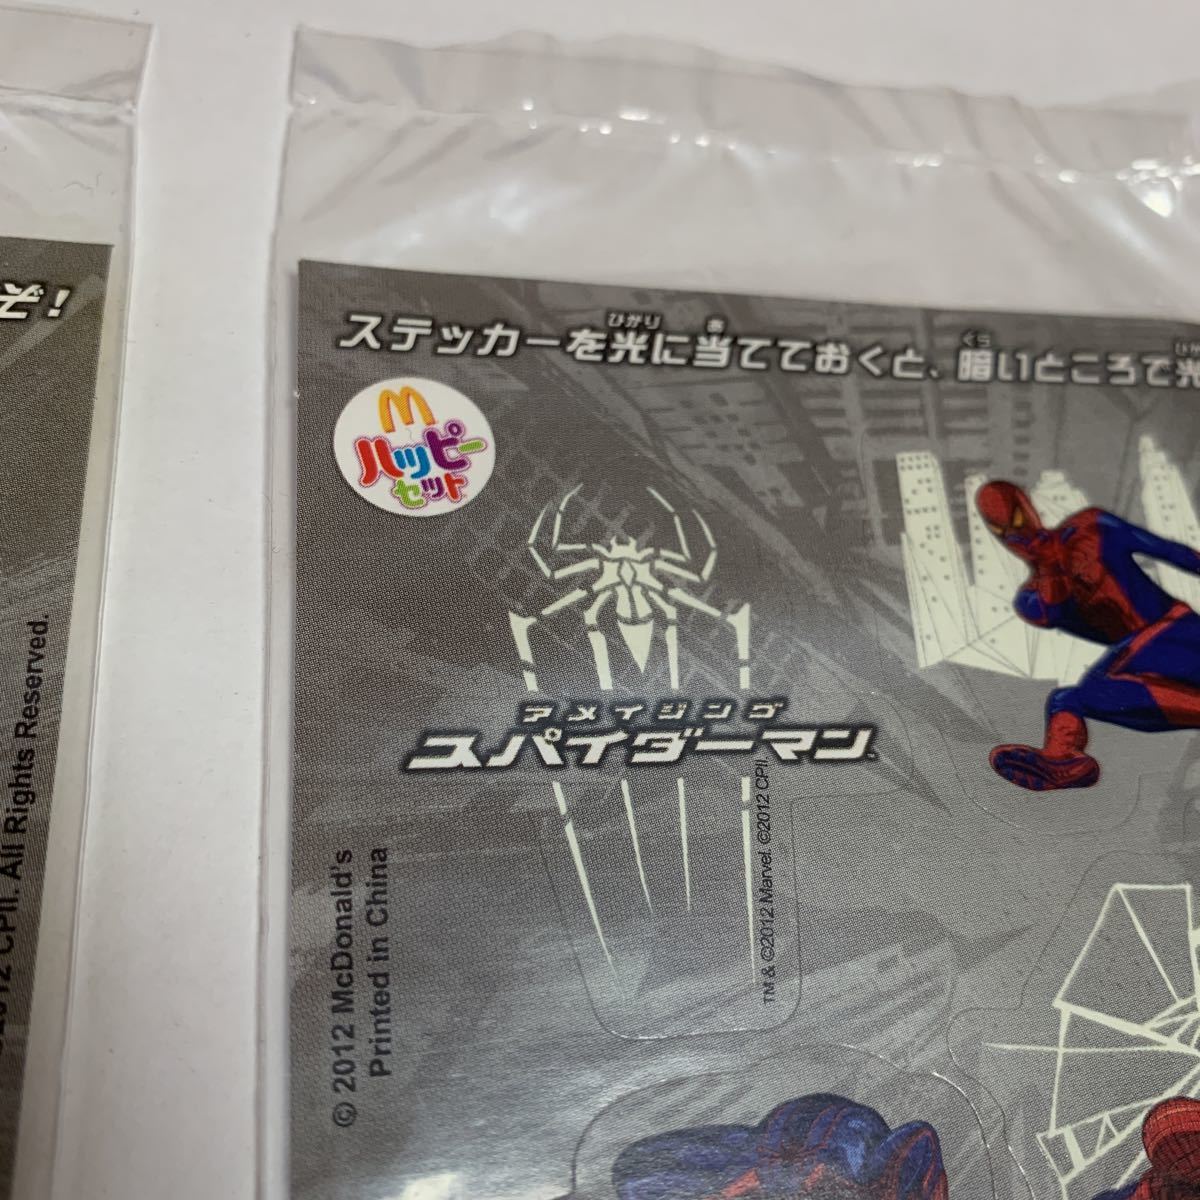 ぞ!
2012 CPII. All Rights Reserved.
ひかり あ くら
ステッカーを光に当てておくと、暗いところで光
ハッピー
セット
アメイジング
スパイダーマン
TM & ©2012 Marvel. ©2012 CPII.
© 2012 McDonald's
Printed in China